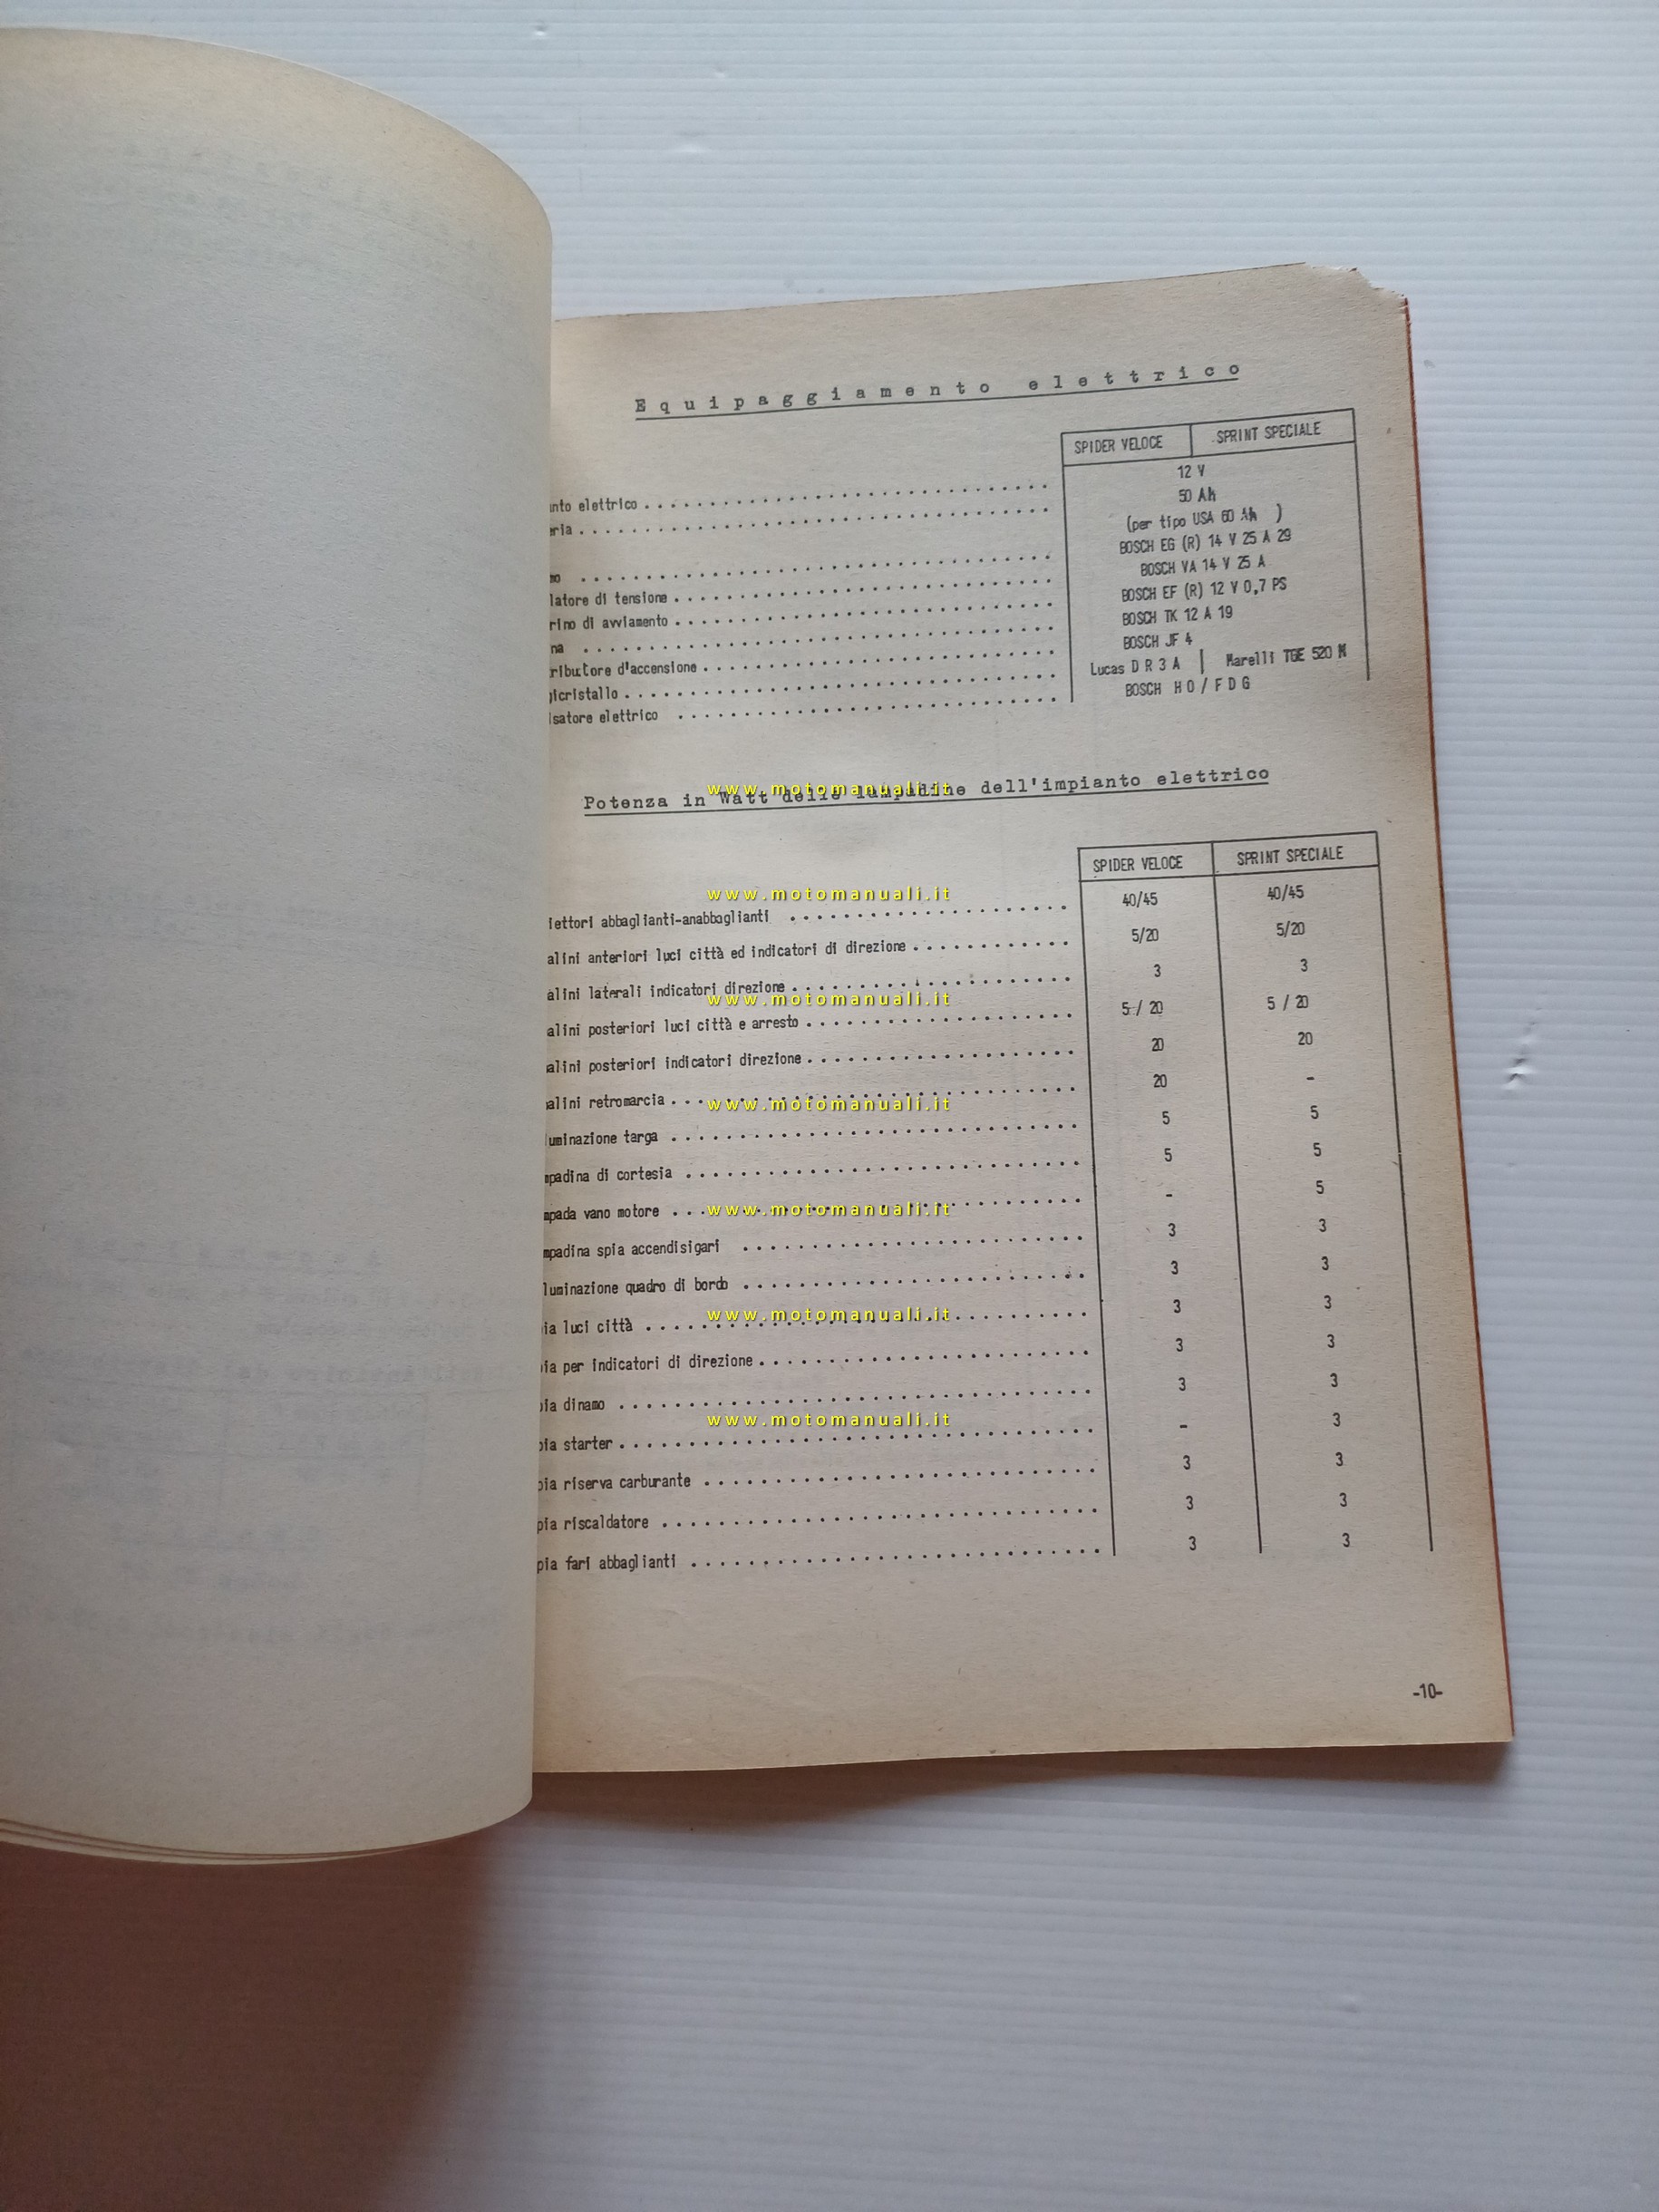 Equipaggiamento elettrico
SPIDER VELOCE SPRINT SPECIALE
nto elettrico 12 V
eria 50 Ah
(per tipo USA 60 Ah )
mo BOSCH EG (R) 14 V 25 A 29
latore di tensione BOSCH VA 14 V 25 A
rino di avviamento BOSCH EF (R) 12 V 0,7 PS
na BOSCH TK 12 A 19
tributore d'accensione BOSCH JF 4
gicristallo Lucas D R 3 A | Marelli TGE 520 M
lsatore elettrico BOSCH H O / F D G
Potenza in Watt delle lampadine dell'impianto elettrico
www.motomanuali.it
SPIDER VELOCE SPRINT SPECIALE
www.motomanuali.it
iettori abbaglianti-anabbaglianti 40/45 40/45
alini anteriori luci città ed indicatori di direzione 5/20 5/20
alini laterali indicatori direzione 3 3
www.motomanuali.it
alini posteriori luci città e arresto 5 / 20 5 / 20
alini posteriori indicatori direzione 20 20
alini retromarcia 20 -
www.motomanuali.it
uminazione targa 5 5
mpadina di cortesia 5 5
mpada vano motore - 5
www.motomanuali.it
mpadina spia accendisigari 3 3
luminazione quadro di bordo 3 3
ia luci città 3 3
www.motomanuali.it
ia per indicatori di direzione 3 3
ia dinamo 3 3
www.motomanuali.it
pia starter - 3
pia riserva carburante 3 3
pia riscaldatore 3 3
pia fari abbaglianti 3 3
-10-